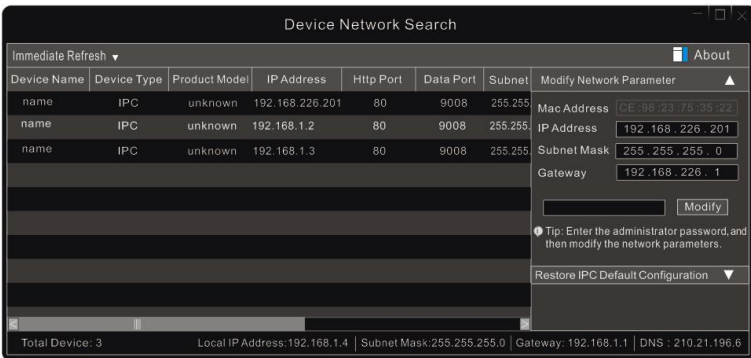 Device Network Search
Immediate Refresh ▼ About
Device Name Device Type Product Model IP Address Http Port Data Port Subnet
name IPC unknown 192.168.226.201 80 9008 255.255.
name IPC unknown 192.168.1.2 80 9008 255.255.
name IPC unknown 192.168.1.3 80 9008 255.255.
Modify Network Parameter ▲
Mac Address CE:98:23:75:35:22
IP Address 192.168.226.201
Subnet Mask 255.255.255.0
Gateway 192.168.226.1
Modify
Tip: Enter the administrator password, and
then modify the network parameters.
Restore IPC Default Configuration ▼
Total Device: 3 Local IP Address:192.168.1.4 Subnet Mask:255.255.255.0 Gateway: 192.168.1.1 DNS : 210.21.196.6